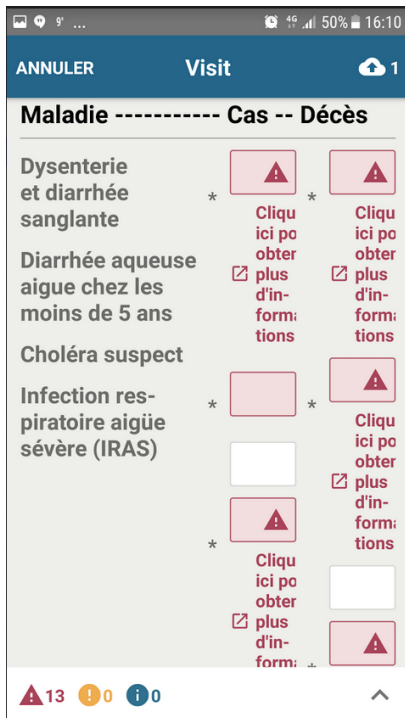 9' ... 4G 50% 16:10
ANNULER Visit 1
Maladie ----------- Cas -- Décès
Dysenterie
et diarrhée
sanglante
Diarrhée aqueuse
aigue chez les
moins de 5 ans
Choléra suspect
Infection res-
piratoire aigüe
sévère (IRAS)
*
Cliqu
ici po
obter
plus
d'in-
forma
tions
*
*
Cliqu
ici po
obter
plus
d'in-
forma
*
Cliqu
ici po
obter
plus
d'in-
forma
tions
*
Cliqu
ici po
obter
plus
d'in-
forma
tions
*
13 0 0